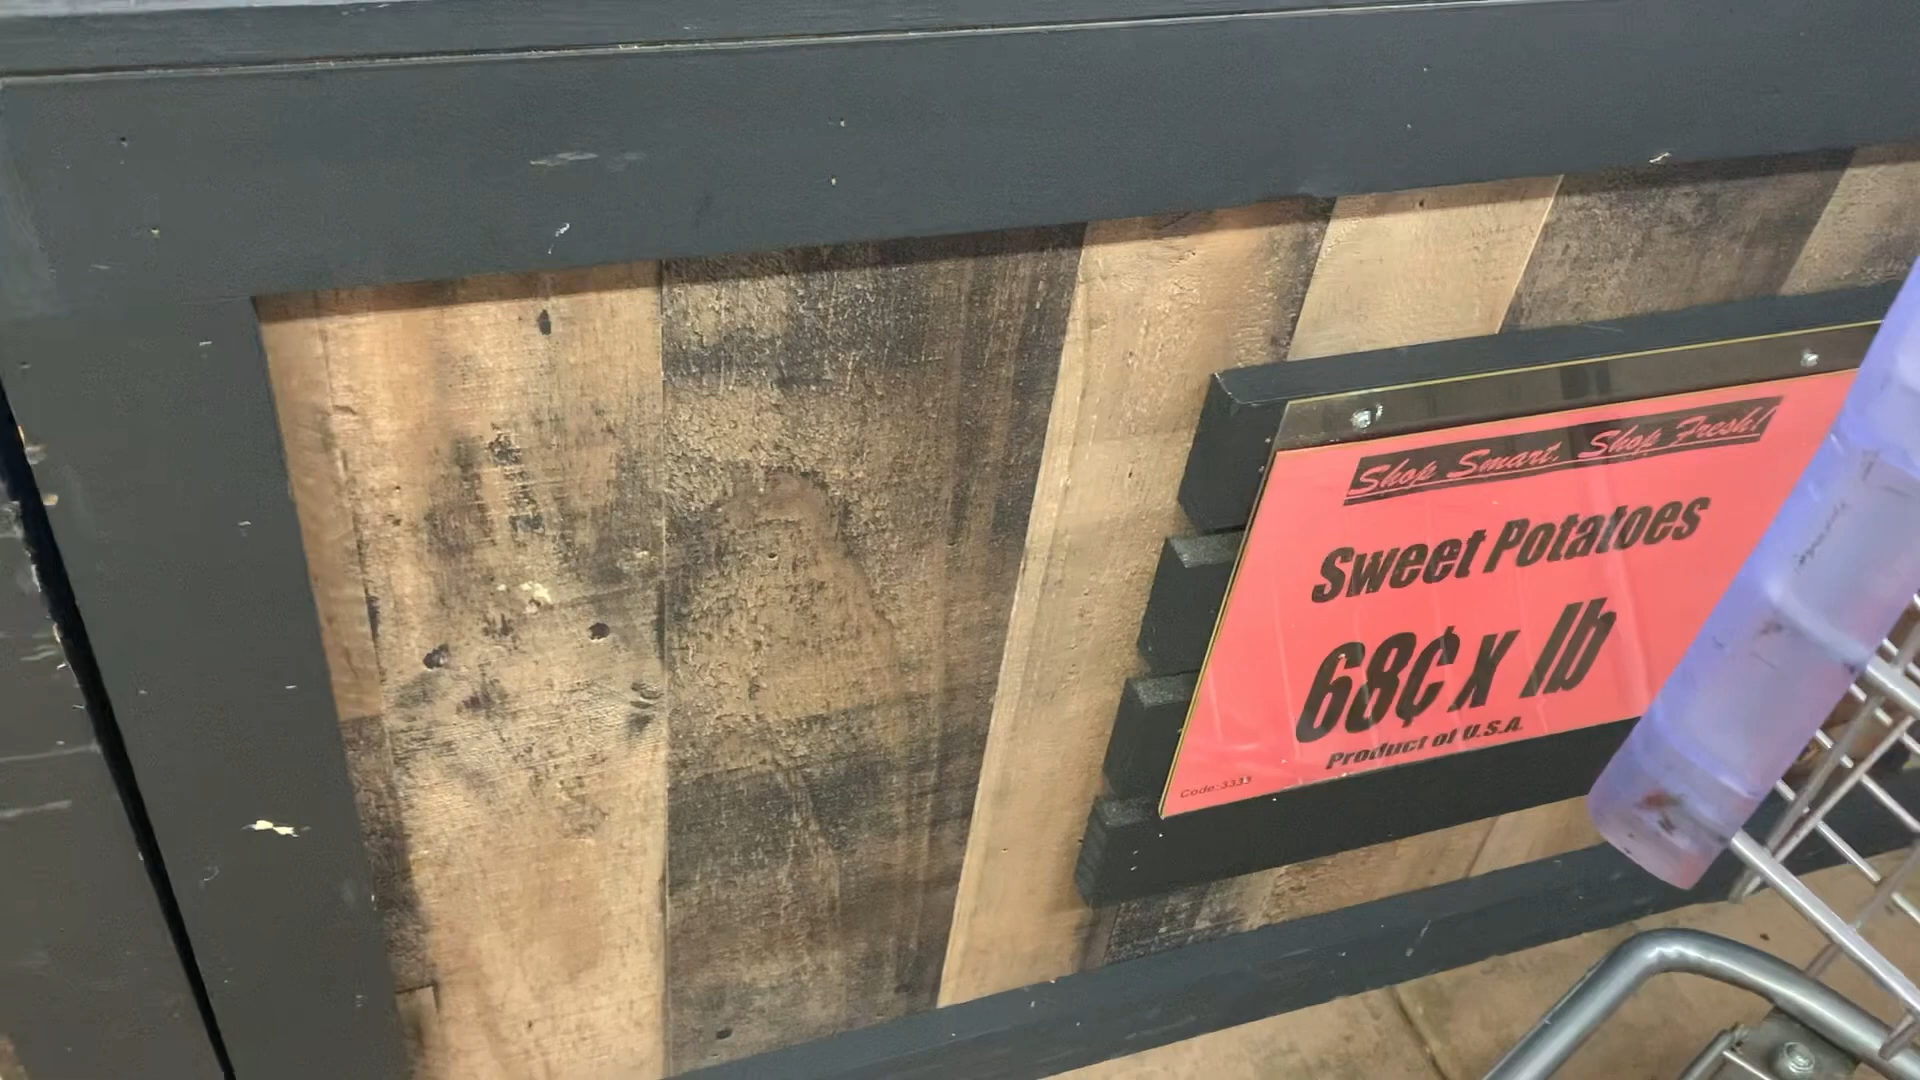 Shop Smart, Shop Fresh!
Sweet Potatoes
68¢ x lb
Product of U.S.A.
Code: 3333